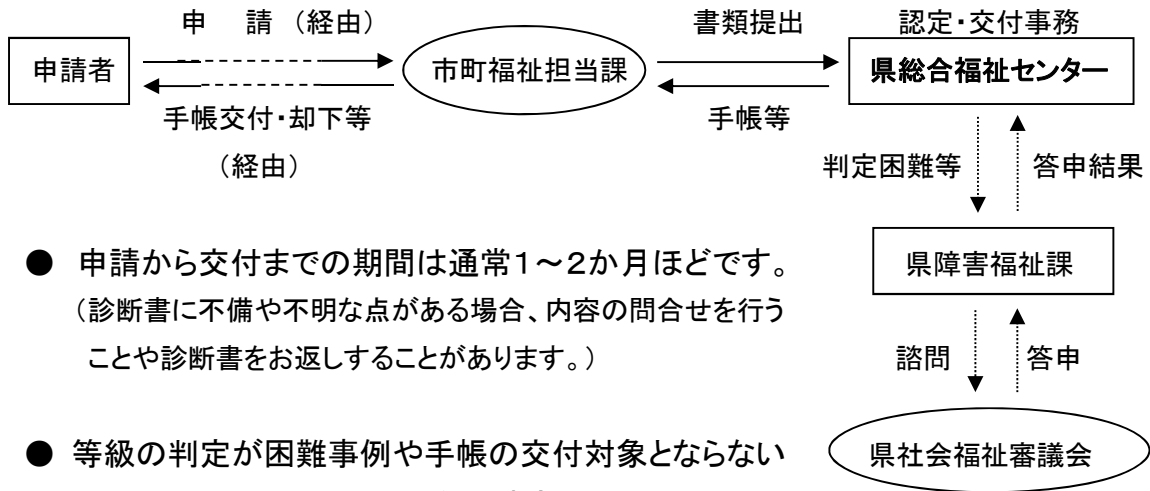 申　請（経由）
書類提出
認定・交付事務
申請者
市町福祉担当課
県総合福祉センター
手帳交付・却下等
（経由）
手帳等
判定困難等
答申結果
● 申請から交付までの期間は通常１～２か月ほどです。
（診断書に不備や不明な点がある場合、内容の問合せを行う
ことや診断書をお返しすることがあります。）
県障害福祉課
諮問
答申
● 等級の判定が困難事例や手帳の交付対象とならない
県社会福祉審議会